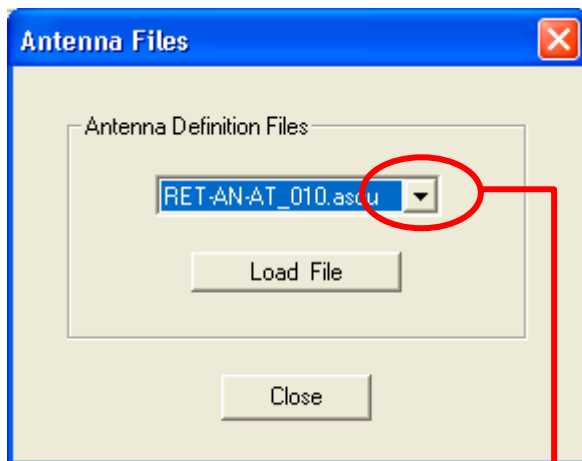 Antenna Files
Antenna Definition Files
RET-AN-AT_010.ascu
Load File
Close